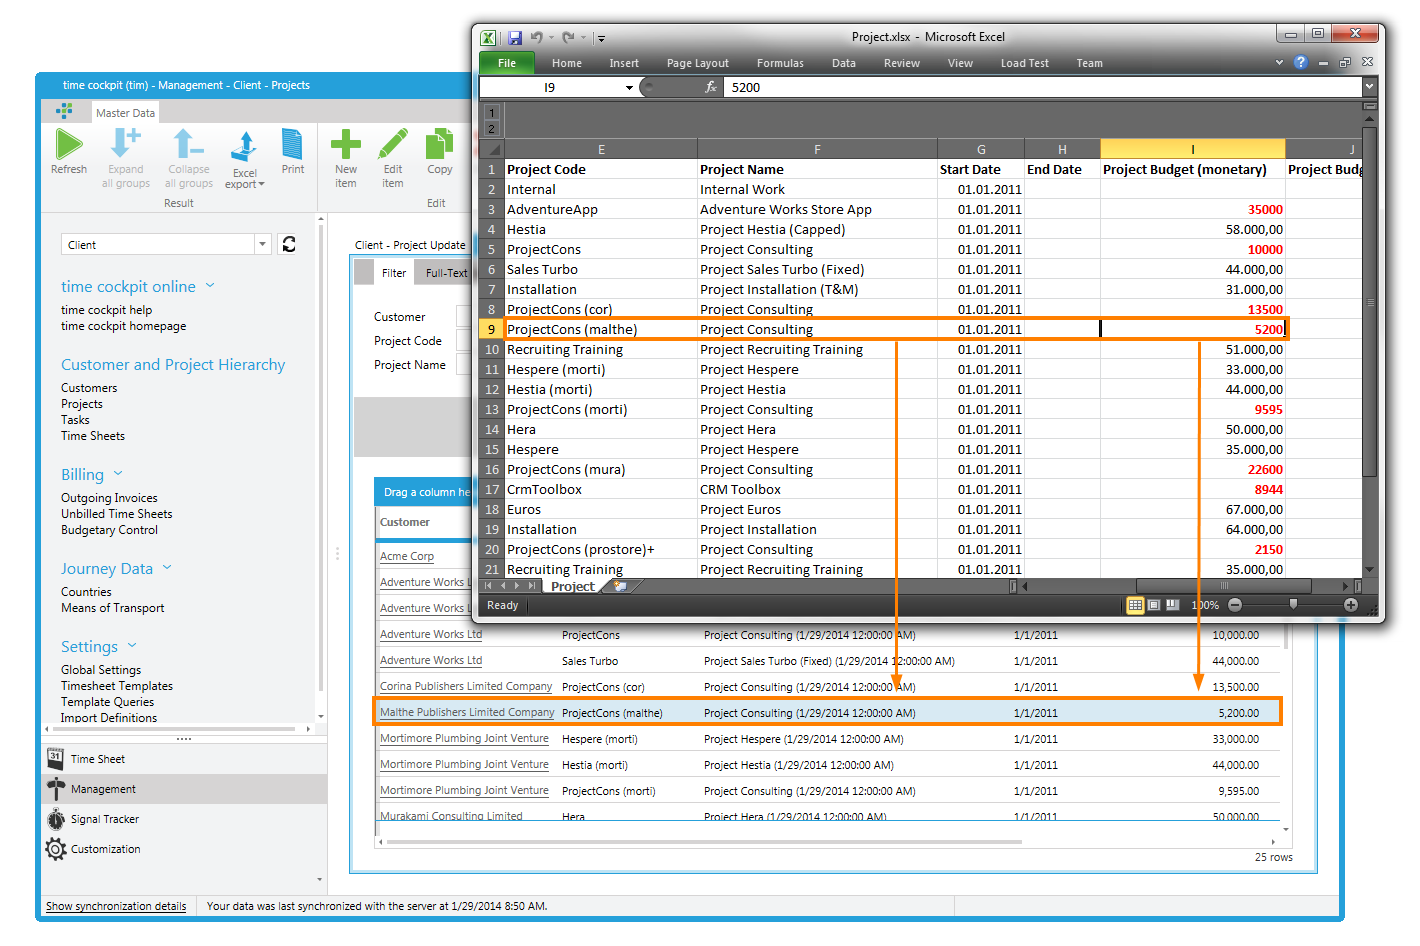 Project.xlsx - Microsoft Excel
File Home Insert Page Layout Formulas Data Review View Load Test Team
I9 fx 5200
1
2
E F G H I J
1 Project Code Project Name Start Date End Date Project Budget (monetary) Project Budg
2 Internal Internal Work 01.01.2011
3 AdventureApp Adventure Works Store App 01.01.2011 35000
4 Hestia Project Hestia (Capped) 01.01.2011 58.000,00
5 ProjectCons Project Consulting 01.01.2011 10000
6 Sales Turbo Project Sales Turbo (Fixed) 01.01.2011 44.000,00
7 Installation Project Installation (T&M) 01.01.2011 31.000,00
8 ProjectCons (cor) Project Consulting 01.01.2011 13500
9 ProjectCons (malthe) Project Consulting 01.01.2011 5200
10 Recruiting Training Project Recruiting Training 01.01.2011 51.000,00
11 Hespere (morti) Project Hespere 01.01.2011 33.000,00
12 Hestia (morti) Project Hestia 01.01.2011 44.000,00
13 ProjectCons (morti) Project Consulting 01.01.2011 9595
14 Hera Project Hera 01.01.2011 50.000,00
15 Hespere Project Hespere 01.01.2011 35.000,00
16 ProjectCons (mura) Project Consulting 01.01.2011 22600
17 CrmToolbox CRM Toolbox 01.01.2011 8944
18 Euros Project Euros 01.01.2011 67.000,00
19 Installation Project Installation 01.01.2011 64.000,00
20 ProjectCons (prostore)+ Project Consulting 01.01.2011 2150
21 Recruiting Training Project Recruiting Training 01.01.2011 35.000,00
Project
Ready 100%
time cockpit (tim) - Management - Client - Projects
Master Data
Refresh Expand all groups Collapse all groups Excel export Print New item Edit item Copy
Result Edit
Client
time cockpit online
time cockpit help
time cockpit homepage
Customer and Project Hierarchy
Customers
Projects
Tasks
Time Sheets
Billing
Outgoing Invoices
Unbilled Time Sheets
Budgetary Control
Journey Data
Countries
Means of Transport
Settings
Global Settings
Timesheet Templates
Template Queries
Import Definitions
31 Time Sheet
Management
Signal Tracker
Customization
Client - Project Update
Filter Full-Text
Customer
Project Code
Project Name
Drag a column he
Customer
Acme Corp
Adventure Works L
Adventure Works L
Adventure Works Ltd ProjectCons Project Consulting (1/29/2014 12:00:00 AM) 1/1/2011 10,000.00
Adventure Works Ltd Sales Turbo Project Sales Turbo (Fixed) (1/29/2014 12:00:00 AM) 1/1/2011 44,000.00
Corina Publishers Limited Company ProjectCons (cor) Project Consulting (1/29/2014 12:00:00 AM) 1/1/2011 13,500.00
Malthe Publishers Limited Company ProjectCons (malthe) Project Consulting (1/29/2014 12:00:00 AM) 1/1/2011 5,200.00
Mortimore Plumbing Joint Venture Hespere (morti) Project Hespere (1/29/2014 12:00:00 AM) 1/1/2011 33,000.00
Mortimore Plumbing Joint Venture Hestia (morti) Project Hestia (1/29/2014 12:00:00 AM) 1/1/2011 44,000.00
Mortimore Plumbing Joint Venture ProjectCons (morti) Project Consulting (1/29/2014 12:00:00 AM) 1/1/2011 9,595.00
Murakami Consulting Limited Hera Project Hera (1/29/2014 12:00:00 AM) 1/1/2011 50,000.00
25 rows
Show synchronization details Your data was last synchronized with the server at 1/29/2014 8:50 AM.